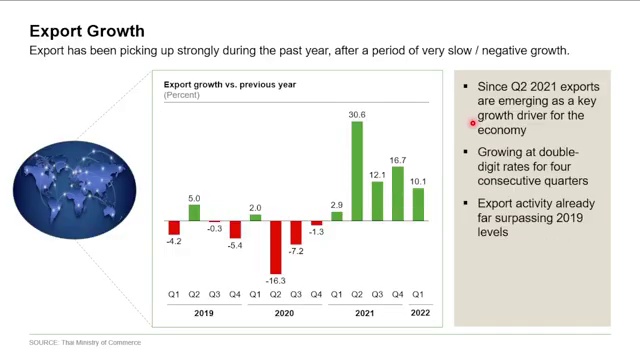 Export Growth
Export has been picking up strongly during the past year, after a period of very slow / negative growth.
Export growth vs. previous year
(Percent)
-4.2
5.0
-0.3
-5.4
2.0
-16.3
-7.2
-1.3
2.9
30.6
12.1
16.7
10.1
Q1 Q2 Q3 Q4 Q1 Q2 Q3 Q4 Q1 Q2 Q3 Q4 Q1
2019 2020 2021 2022
▪ Since Q2 2021 exports
are emerging as a key
growth driver for the
economy
▪ Growing at double-
digit rates for four
consecutive quarters
▪ Export activity already
far surpassing 2019
levels
SOURCE: Thai Ministry of Commerce